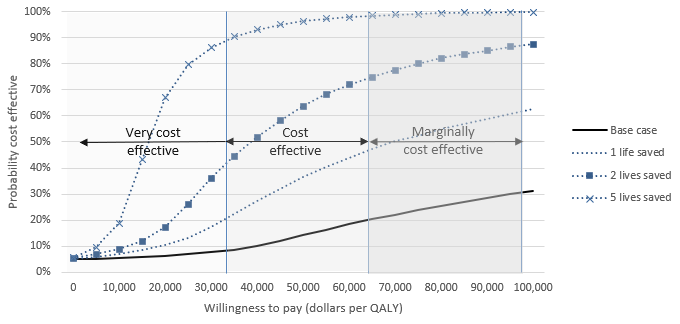 100%
90%
80%
70%
60%
50%
40%
30%
20%
10%
0%
Probability cost effective
Very cost
effective
Cost
effective
Marginally
cost effective
0 10,000 20,000 30,000 40,000 50,000 60,000 70,000 80,000 90,000 100,000
Willingness to pay (dollars per QALY)
Base case
1 life saved
2 lives saved
5 lives saved